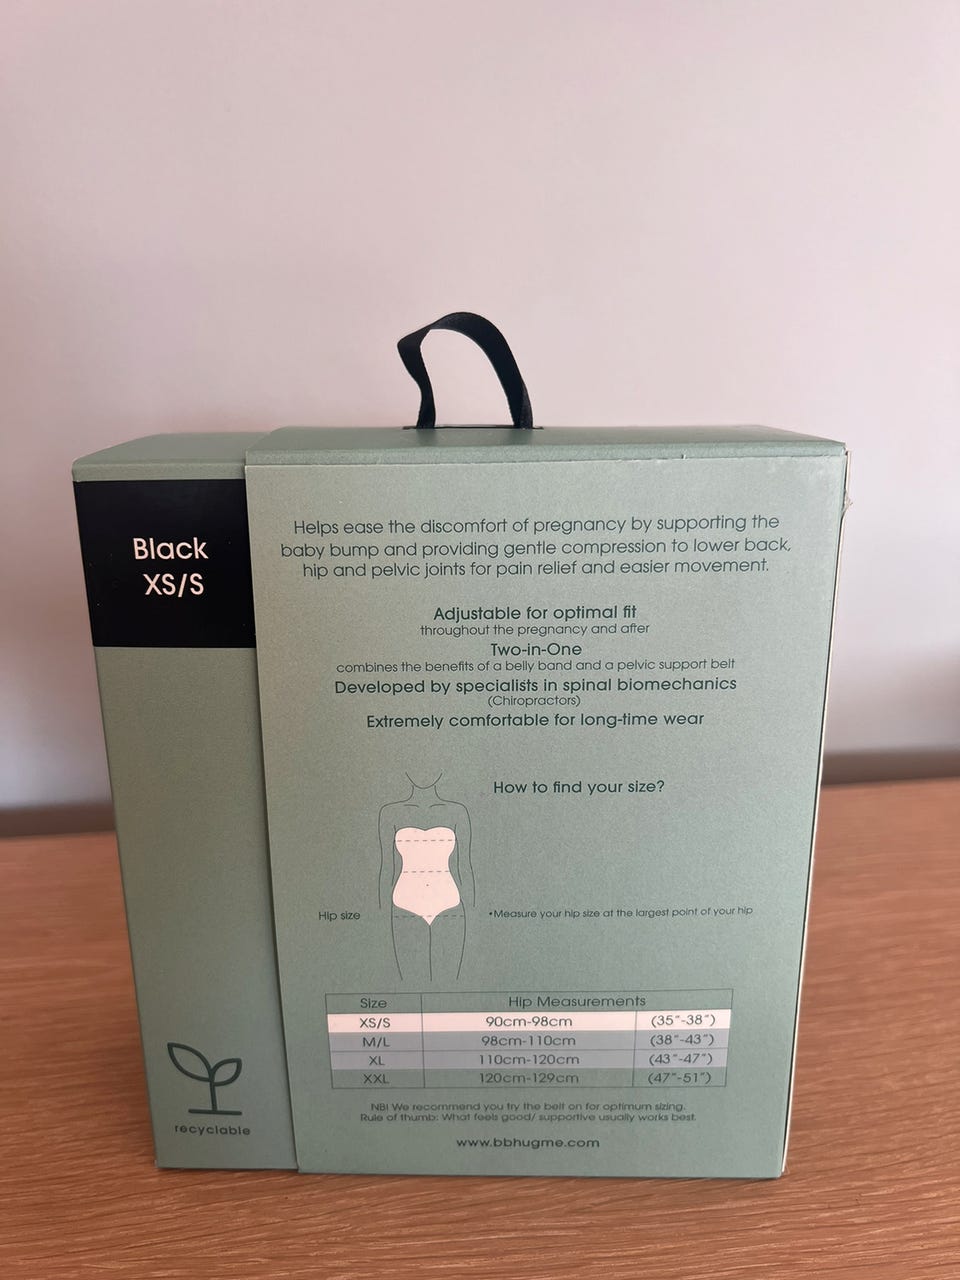 Black
XS/S
recyclable
Helps ease the discomfort of pregnancy by supporting the
baby bump and providing gentle compression to lower back,
hip and pelvic joints for pain relief and easier movement.
Adjustable for optimal fit
throughout the pregnancy and after
Two-in-One
combines the benefits of a belly band and a pelvic support belt
Developed by specialists in spinal biomechanics
(Chiropractors)
Extremely comfortable for long-time wear
How to find your size?
Hip size
•Measure your hip size at the largest point of your hip
Size Hip Measurements
XS/S 90cm-98cm (35"-38")
M/L 98cm-110cm (38"-43")
XL 110cm-120cm (43"-47")
XXL 120cm-129cm (47"-51")
NB! We recommend you try the belt on for optimum sizing.
Rule of thumb: What feels good/ supportive usually works best.
www.bbhugme.com